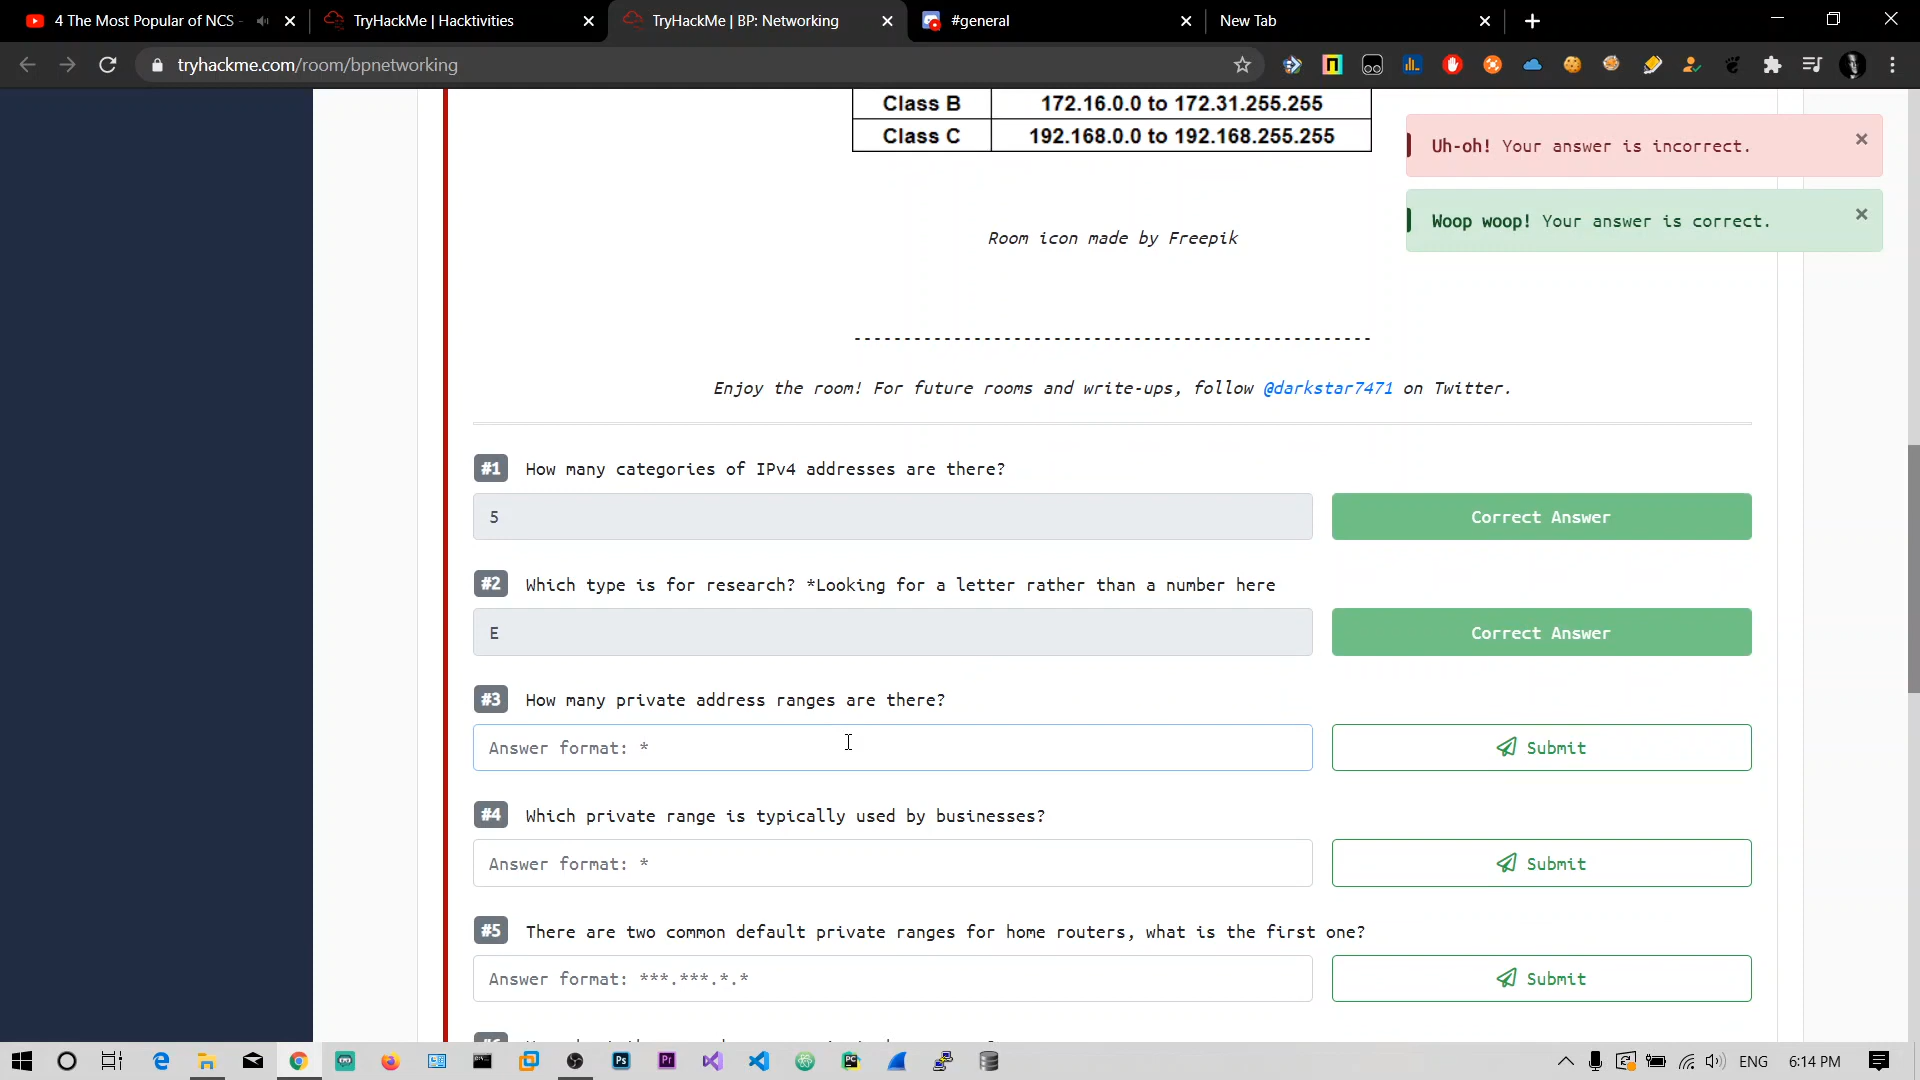 4 The Most Popular of NCS
TryHackMe | Hacktivities
TryHackMe | BP: Networking
#general
New Tab
tryhackme.com/room/bpnetworking
Class B 172.16.0.0 to 172.31.255.255
Class C 192.168.0.0 to 192.168.255.255
Uh-oh! Your answer is incorrect.
Woop woop! Your answer is correct.
Room icon made by Freepik
Enjoy the room! For future rooms and write-ups, follow @darkstar7471 on Twitter.
#1 How many categories of IPv4 addresses are there?
5 Correct Answer
#2 Which type is for research? *Looking for a letter rather than a number here
E Correct Answer
#3 How many private address ranges are there?
Answer format: * Submit
#4 Which private range is typically used by businesses?
Answer format: * Submit
#5 There are two common default private ranges for home routers, what is the first one?
Answer format: ***.***.*.* Submit
ENG 6:14 PM